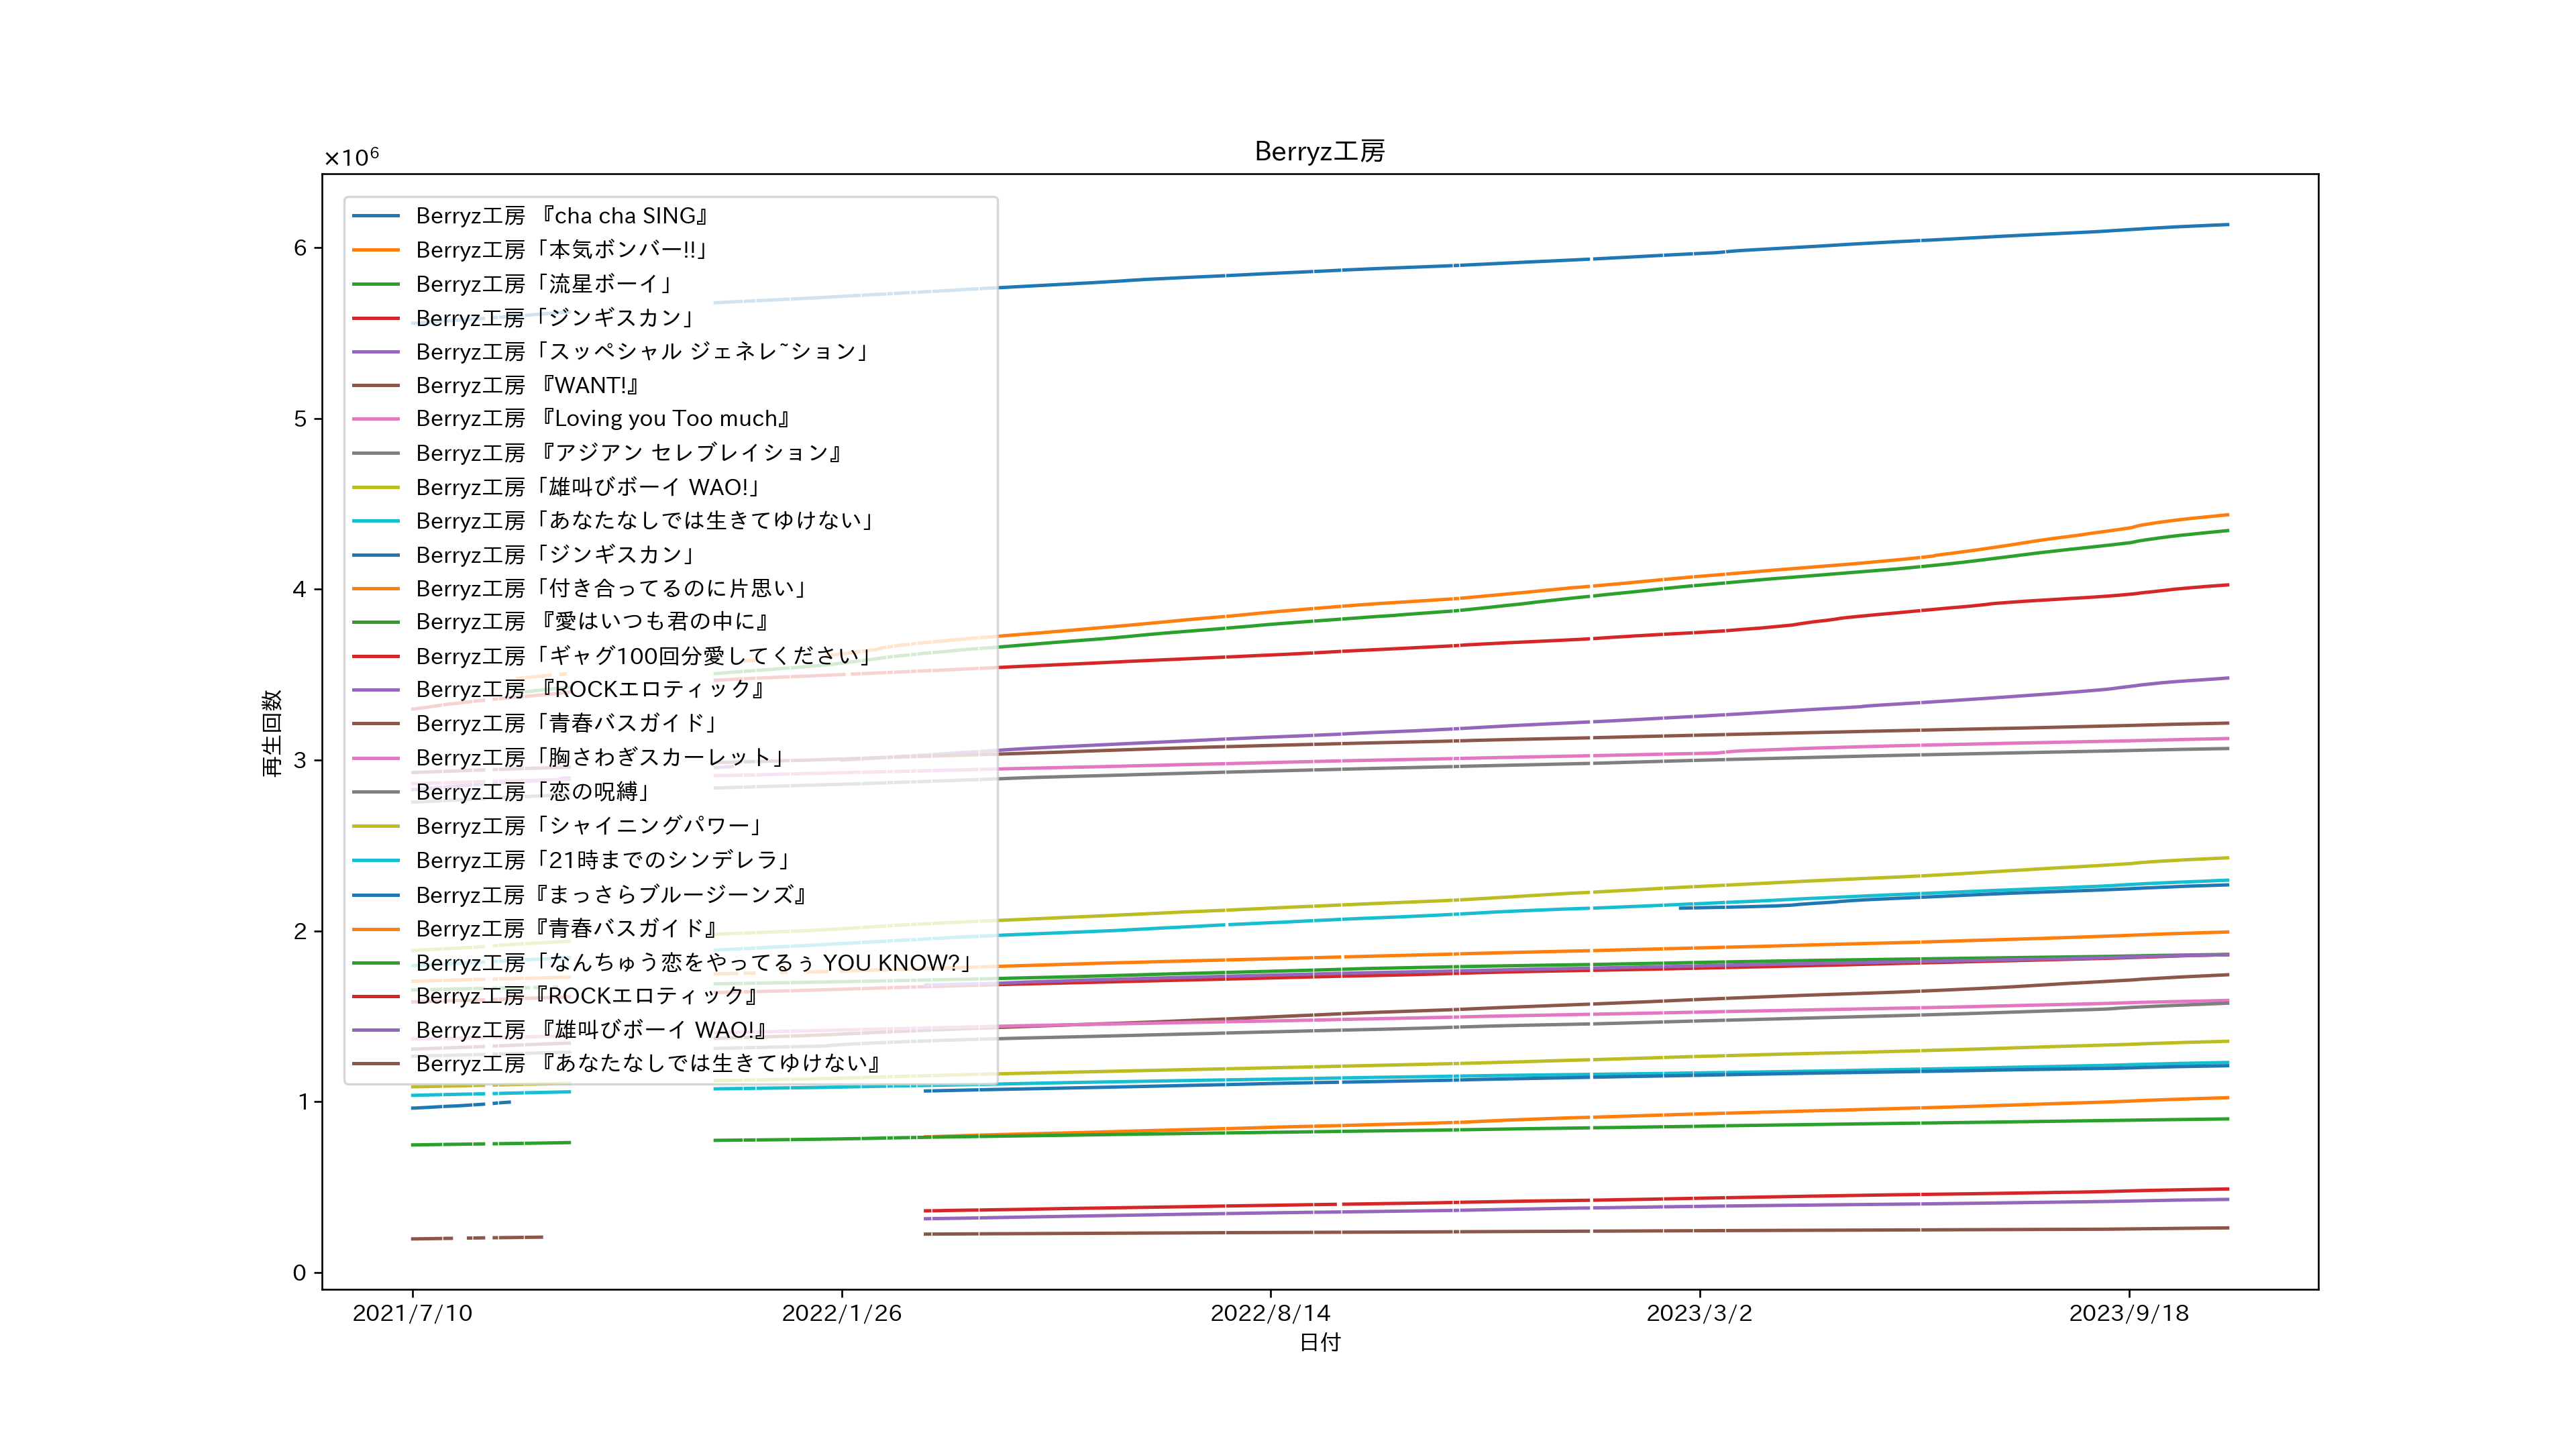 Berryz工房
×10⁶
Berryz工房 『cha cha SING』
Berryz工房「本気ボンバー!!」
Berryz工房「流星ボーイ」
Berryz工房「ジンギスカン」
Berryz工房「スッペシャル ジェネレ~ション」
Berryz工房 『WANT!』
Berryz工房 『Loving you Too much』
Berryz工房 『アジアン セレブレイション』
Berryz工房「雄叫びボーイ WAO!」
Berryz工房「あなたなしでは生きてゆけない」
Berryz工房「ジンギスカン」
Berryz工房「付き合ってるのに片思い」
Berryz工房 『愛はいつも君の中に』
Berryz工房「ギャグ100回分愛してください」
Berryz工房 『ROCKエロティック』
Berryz工房「青春バスガイド」
Berryz工房「胸さわぎスカーレット」
Berryz工房「恋の呪縛」
Berryz工房「シャイニングパワー」
Berryz工房「21時までのシンデレラ」
Berryz工房『まっさらブルージーンズ』
Berryz工房『青春バスガイド』
Berryz工房「なんちゅう恋をやってるぅ YOU KNOW?」
Berryz工房『ROCKエロティック』
Berryz工房 『雄叫びボーイ WAO!』
Berryz工房 『あなたなしでは生きてゆけない』
6
5
4
3
2
1
0
再生回数
2021/7/10
2022/1/26
2022/8/14
2023/3/2
2023/9/18
日付